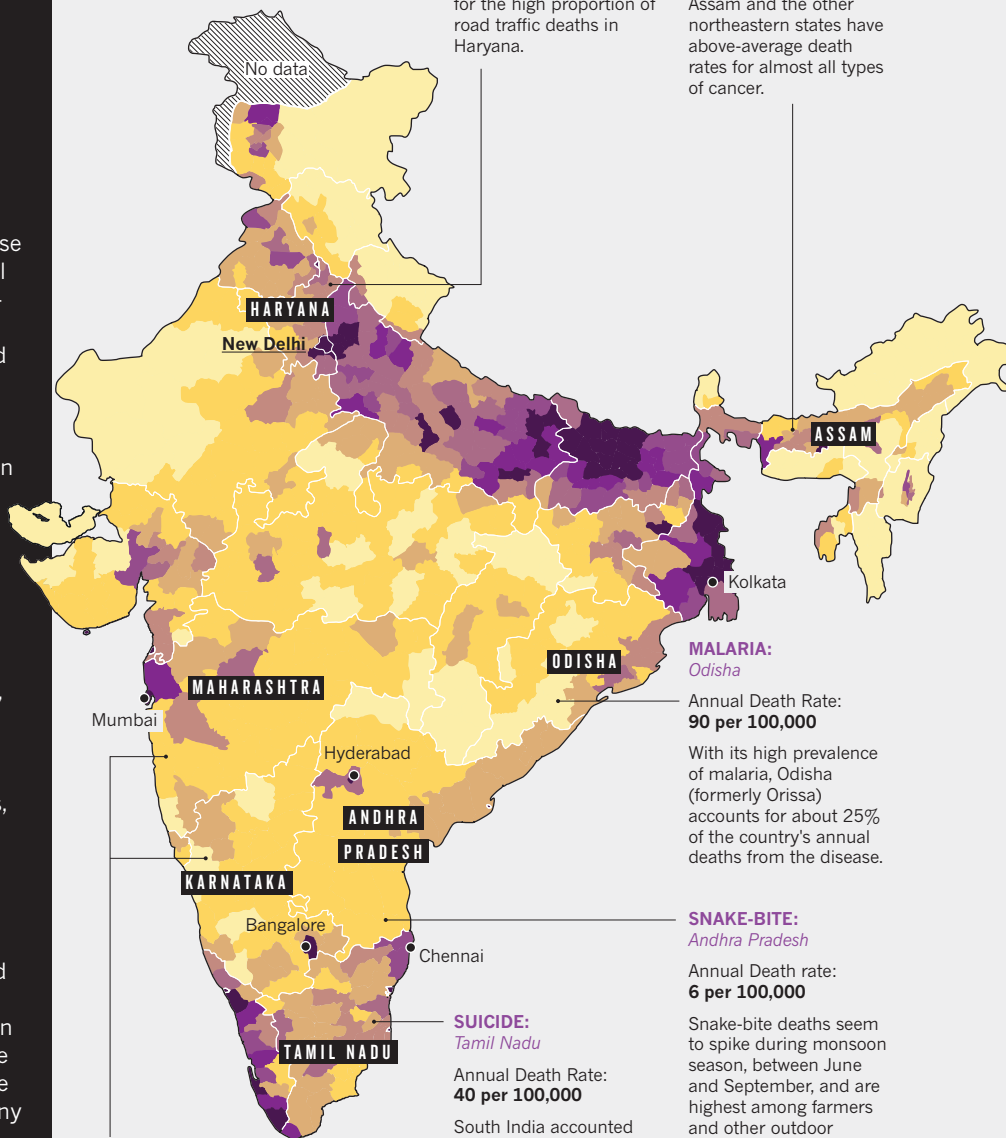 for the high proportion of
road traffic deaths in
Haryana.
Assam and the other
northeastern states have
above-average death
rates for almost all types
of cancer.
No data
HARYANA
New Delhi
ASSAM
Kolkata
ODISHA
MAHARASHTRA
Mumbai
Hyderabad
ANDHRA
PRADESH
KARNATAKA
Bangalore
Chennai
TAMIL NADU
MALARIA:
Odisha
Annual Death Rate:
90 per 100,000
With its high prevalence
of malaria, Odisha
(formerly Orissa)
accounts for about 25%
of the country's annual
deaths from the disease.
SNAKE-BITE:
Andhra Pradesh
Annual Death rate:
6 per 100,000
Snake-bite deaths seem
to spike during monsoon
season, between June
and September, and are
highest among farmers
and other outdoor
SUICIDE:
Tamil Nadu
Annual Death Rate:
40 per 100,000
South India accounted